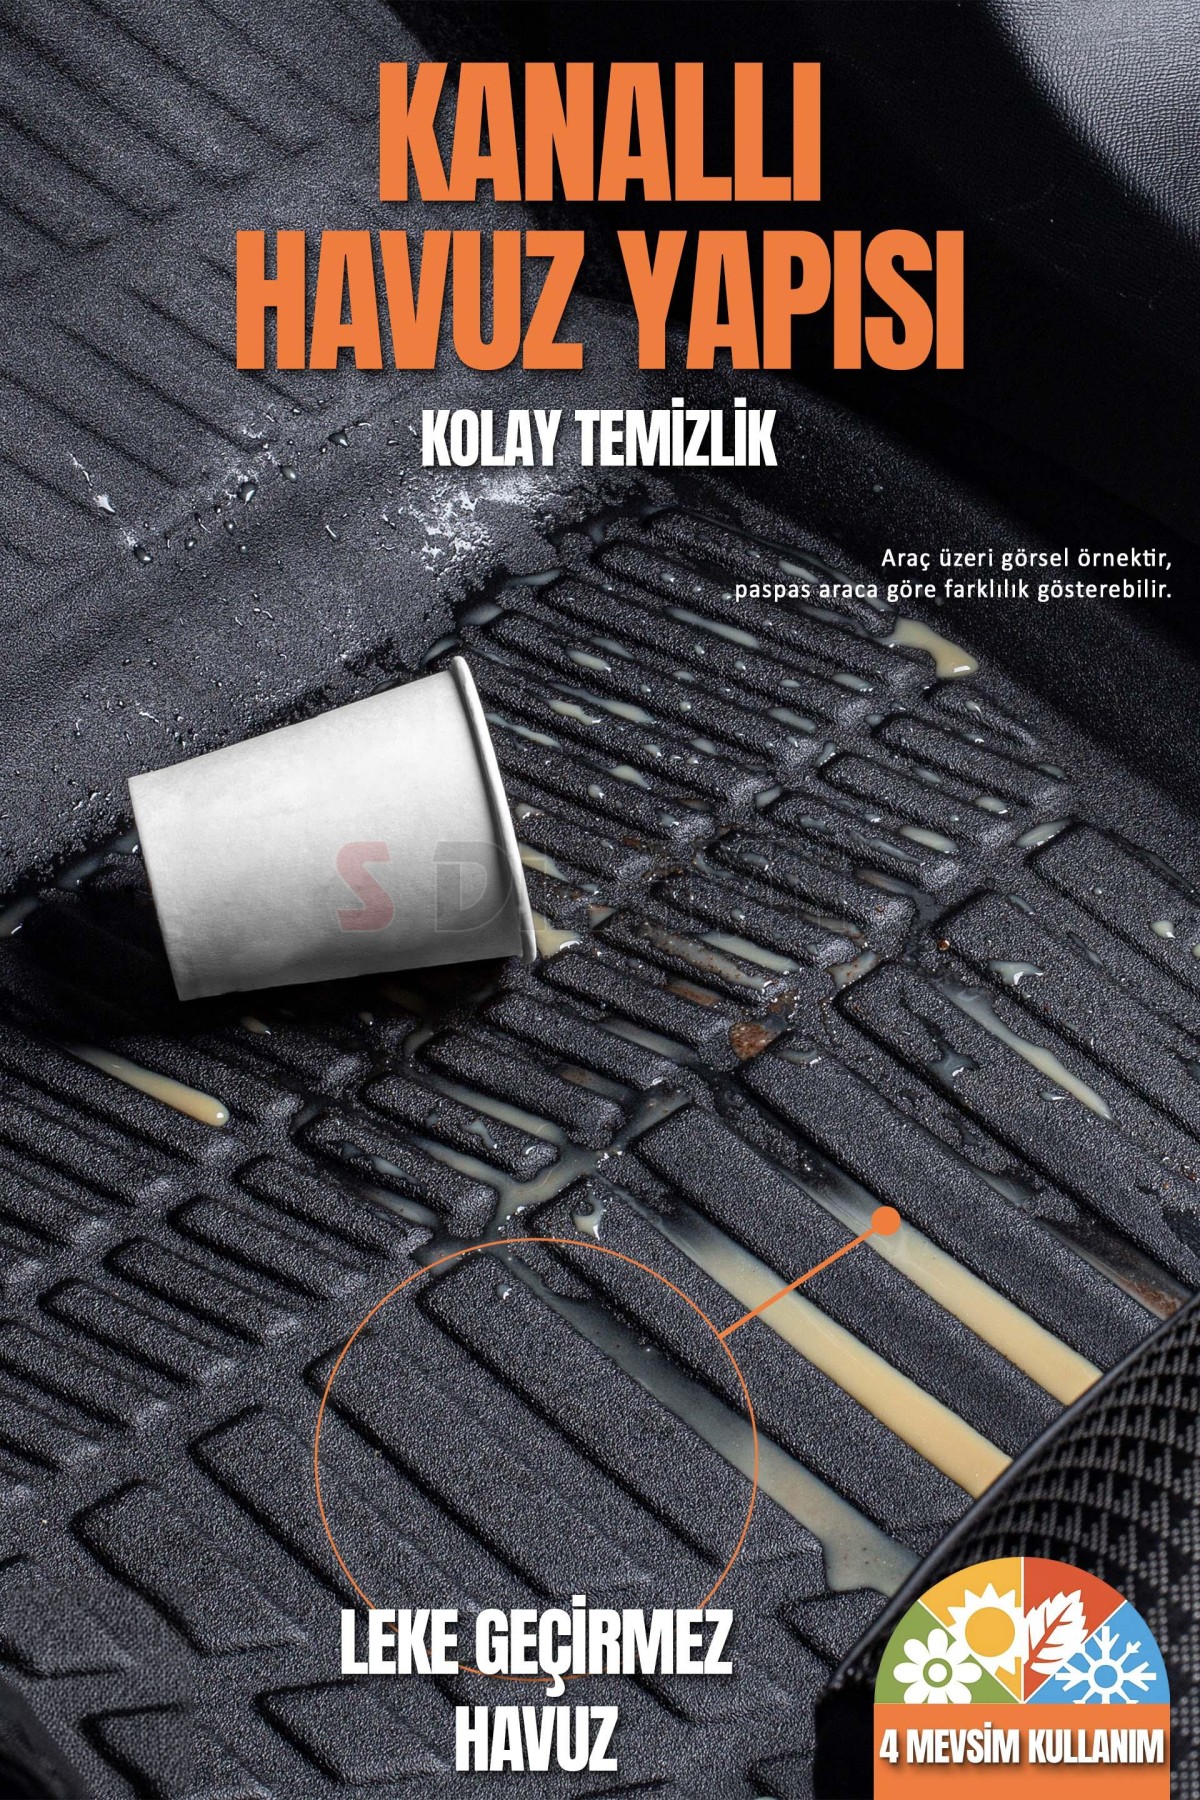 KANALLI
HAVUZ YAPISI
KOLAY TEMİZLİK
Araç üzeri görsel örnektir,
paspas araca göre farklılık gösterebilir.
LEKE GEÇİRMEZ
HAVUZ
4 MEVSİM KULLANIM